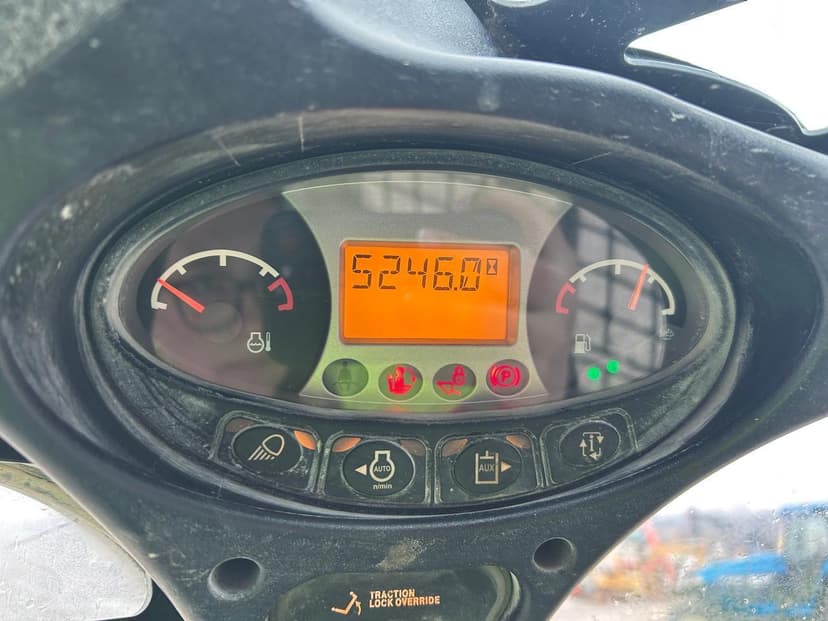 5246.0
P
AUTO
n/min
AUX
i
TRACTION
LOCK OVERRIDE